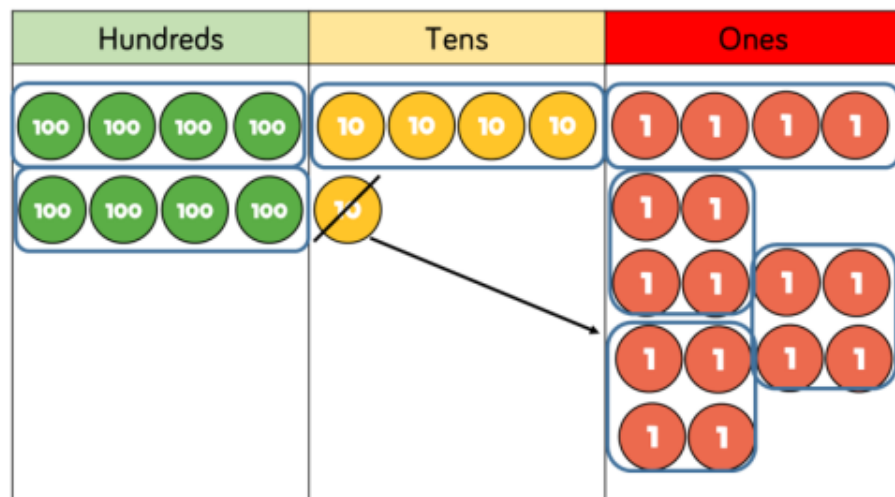 Hundreds Tens Ones
100 100 100 100 10 10 10 10 1 1 1 1
100 100 100 100 10 1 1
1 1 1 1
1 1 1 1
1 1